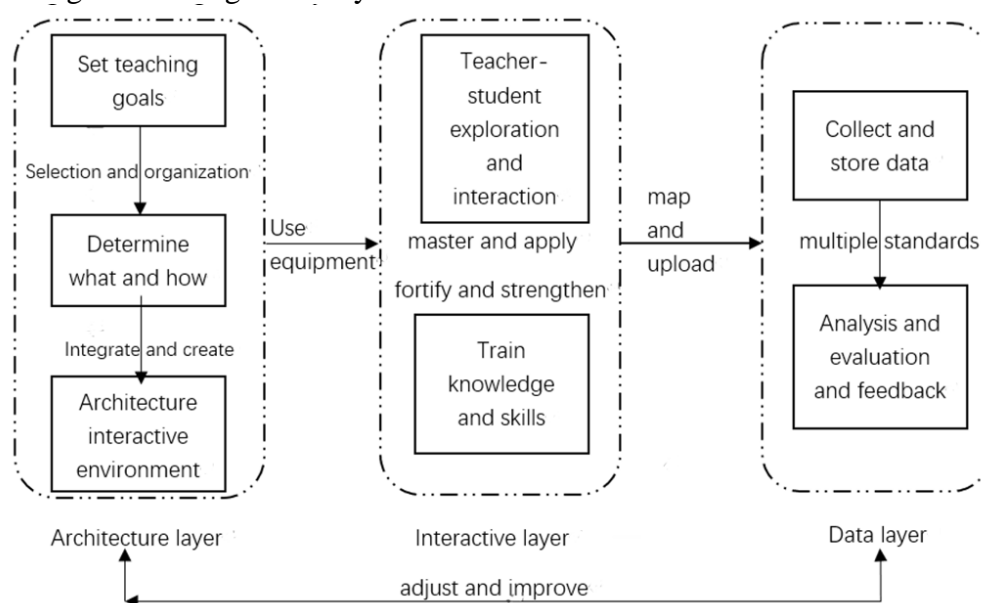 Set teaching
goals
Selection and organization
Determine
what and how
Integrate and create
Architecture
interactive
environment
Architecture layer
Use
equipment
Teacher-
student
exploration
and
interaction
master and apply
fortify and strengthen
Train
knowledge
and skills
Interactive layer
map
and
upload
Collect and
store data
multiple standards
Analysis and
evaluation
and feedback
Data layer
adjust and improve